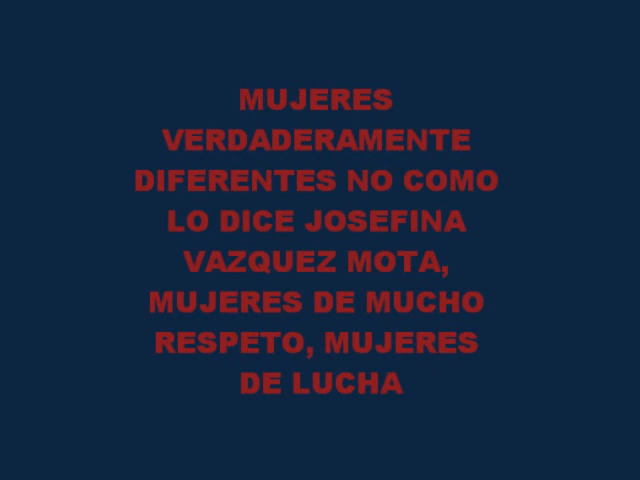 MUJERES
VERDADERAMENTE
DIFERENTES NO COMO
LO DICE JOSEFINA
VAZQUEZ MOTA,
MUJERES DE MUCHO
RESPETO, MUJERES
DE LUCHA